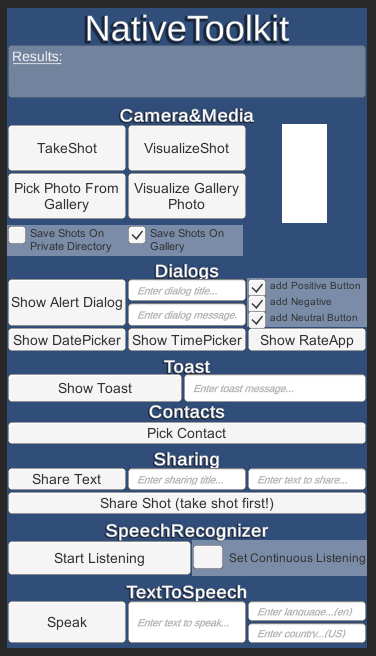 NativeToolkit
Results:
Camera&Media
TakeShot
VisualizeShot
Pick Photo From
Gallery
Visualize Gallery
Photo
Save Shots On
Private Directory
Save Shots On
Gallery
Dialogs
Show Alert Dialog
Enter dialog title...
Enter dialog message.
add Positive Button
add Negative
add Neutral Button
Show DatePicker
Show TimePicker
Show RateApp
Toast
Show Toast
Enter toast message...
Contacts
Pick Contact
Sharing
Share Text
Enter sharing title...
Enter text to share...
Share Shot (take shot first!)
SpeechRecognizer
Start Listening
Set Continuous Listening
TextToSpeech
Speak
Enter text to speak...
Enter language...(en)
Enter country...(US)